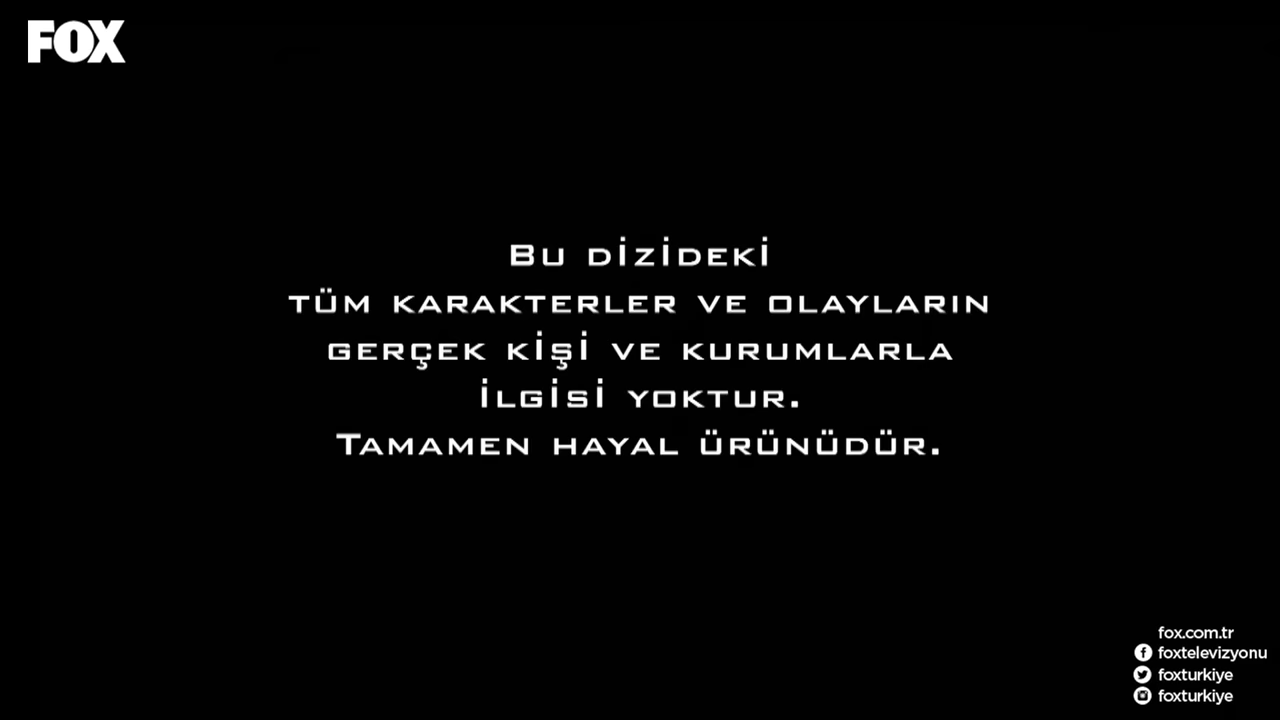 FOX
Bu dizideki
tüm karakterler ve olayların
gerçek kişi ve kurumlarla
ilgisi yoktur.
Tamamen hayal ürünüdür.
fox.com.tr
foxtelevizyonu
foxturkiye
foxturkiye